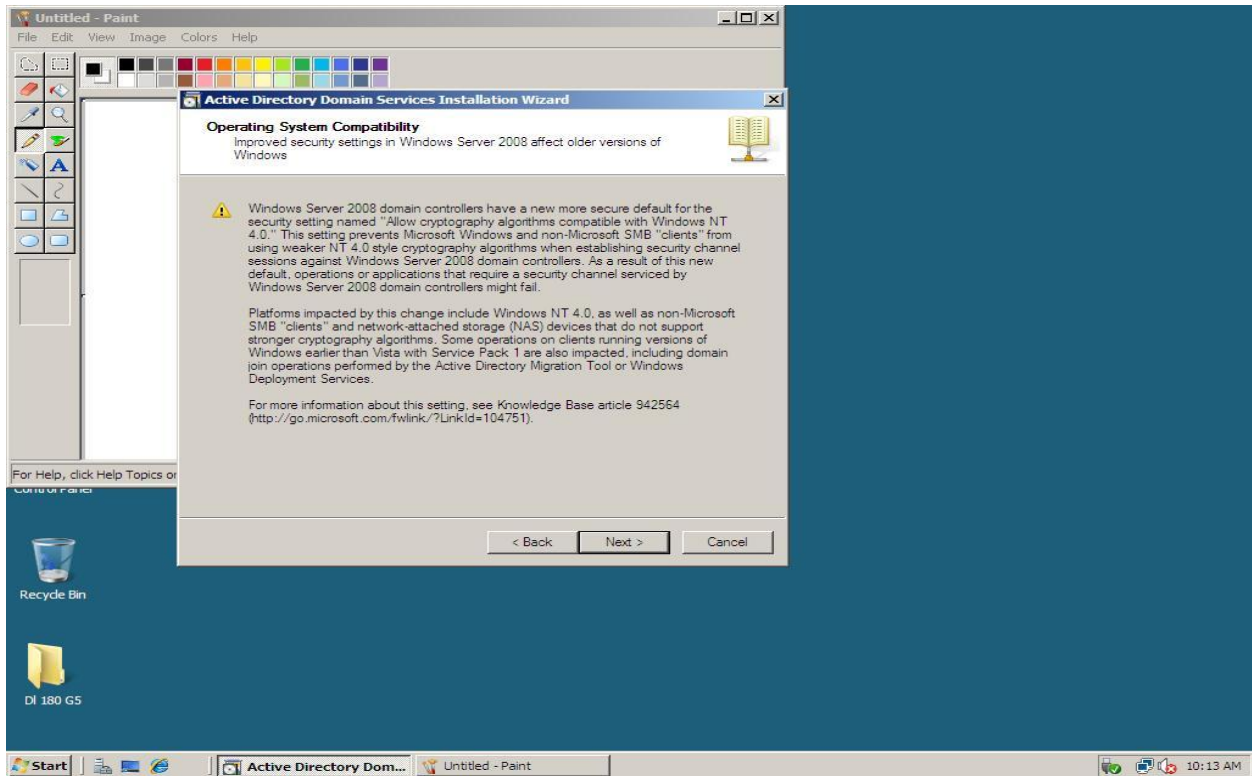 Untitled - Paint
File Edit View Image Colors Help
Active Directory Domain Services Installation Wizard
Operating System Compatibility
Improved security settings in Windows Server 2008 affect older versions of
Windows
Windows Server 2008 domain controllers have a new more secure default for the
security setting named "Allow cryptography algorithms compatible with Windows NT
4.0." This setting prevents Microsoft Windows and non-Microsoft SMB "clients" from
using weaker NT 4.0 style cryptography algorithms when establishing security channel
sessions against Windows Server 2008 domain controllers. As a result of this new
default, operations or applications that require a security channel serviced by
Windows Server 2008 domain controllers might fail.
Platforms impacted by this change include Windows NT 4.0, as well as non-Microsoft
SMB "clients" and network-attached storage (NAS) devices that do not support
stronger cryptography algorithms. Some operations on clients running versions of
Windows earlier than Vista with Service Pack 1 are also impacted, including domain
join operations performed by the Active Directory Migration Tool or Windows
Deployment Services.
For more information about this setting, see Knowledge Base article 942564
(http://go.microsoft.com/fwlink/?LinkId=104751).
< Back Next > Cancel
For Help, click Help Topics or
Control Panel
Recycle Bin
Dl 180 G5
Start Active Directory Dom... Untitled - Paint 10:13 AM